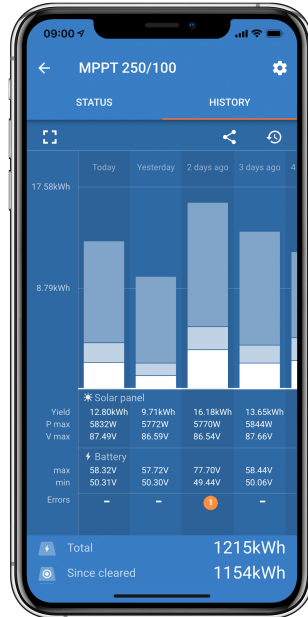 09:00
MPPT 250/100
STATUS HISTORY
Today Yesterday 2 days ago 3 days ago 4
17.58kWh
8.79kWh
Solar panel
Yield 12.80kWh 9.71kWh 16.18kWh 13.65kWh
P max 5832W 5772W 5770W 5844W
V max 87.49V 86.59V 86.54V 87.66V
Battery
max 58.32V 57.72V 77.70V 58.44V
min 50.31V 50.30V 49.44V 50.06V
Errors - - 1 -
Total 1215kWh
Since cleared 1154kWh